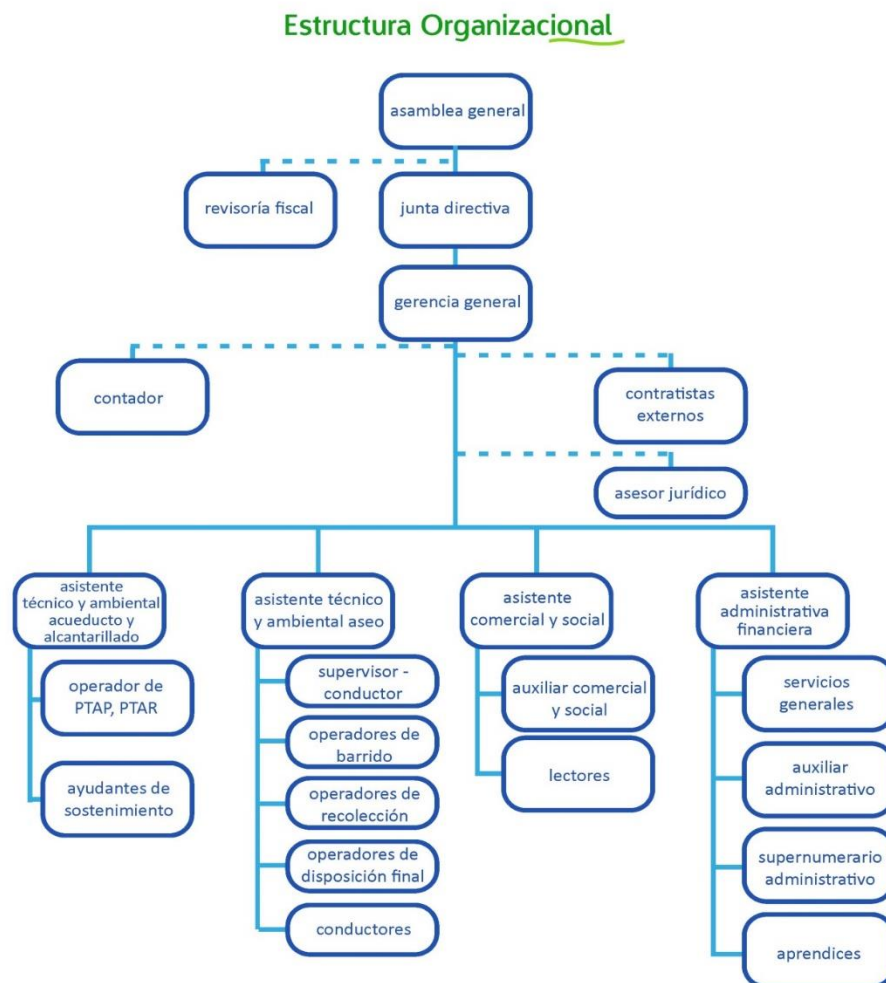 Estructura Organizacional
asamblea general
revisoría fiscal
junta directiva
gerencia general
contador
contratistas
externos
asesor jurídico
asistente
técnico y ambiental
acueducto y
alcantarillado
asistente técnico
y ambiental aseo
asistente
comercial y social
asistente
administrativa
financiera
operador de
PTAP, PTAR
ayudantes de
sostenimiento
supervisor -
conductor
operadores de
barrido
operadores de
recolección
operadores de
disposición final
conductores
auxiliar comercial
y social
lectores
servicios
generales
auxiliar
administrativo
supernumerario
administrativo
aprendices